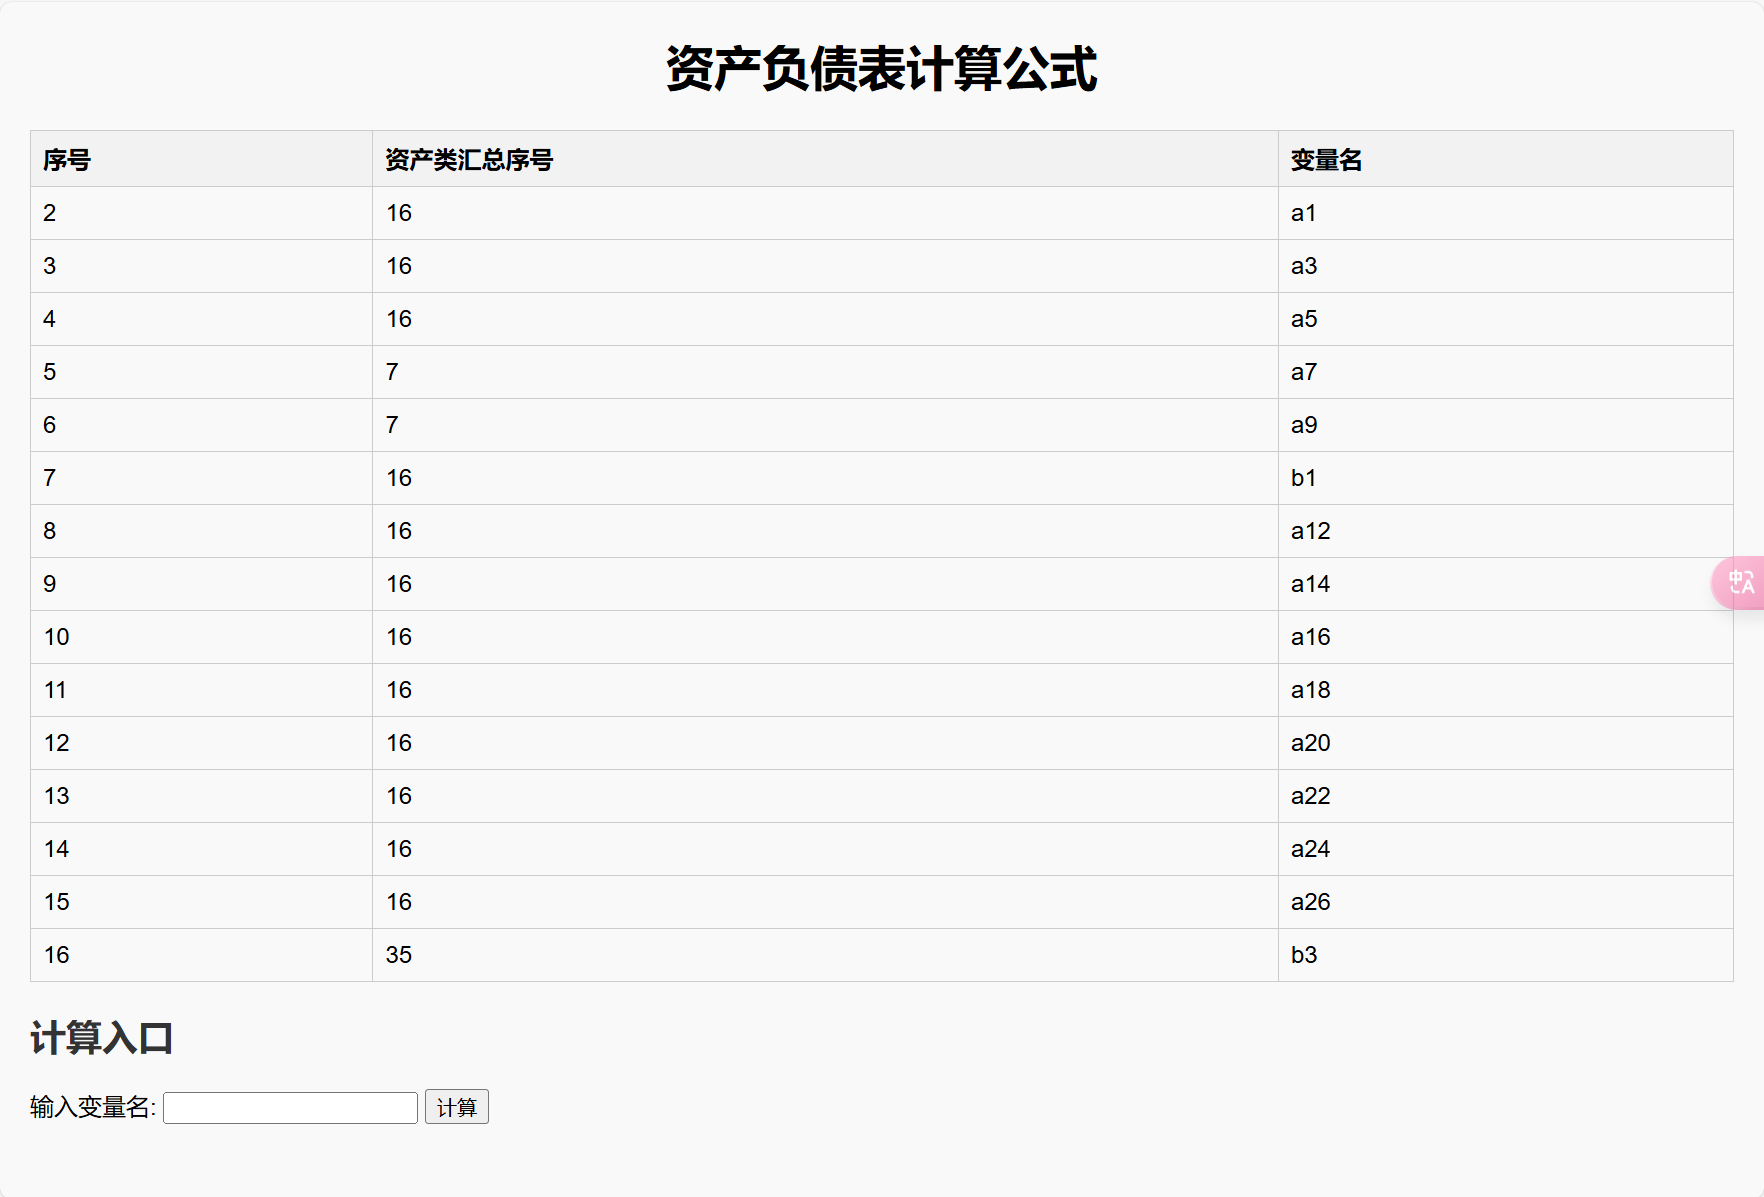 资产负债表计算公式
序号 资产类汇总序号 变量名
2 16 a1
3 16 a3
4 16 a5
5 7 a7
6 7 a9
7 16 b1
8 16 a12
9 16 a14
10 16 a16
11 16 a18
12 16 a20
13 16 a22
14 16 a24
15 16 a26
16 35 b3
计算入口
输入变量名: 计算